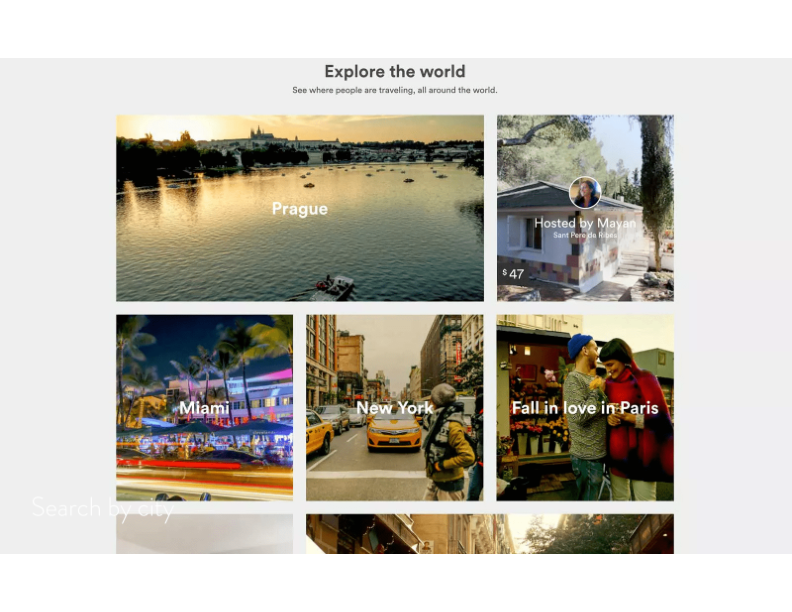 Explore the world
See where people are traveling, all around the world.
Prague
Hosted by Mayan
Sant Pere de Ribes
$47
Miami
New York
Fall in love in Paris
Search by city